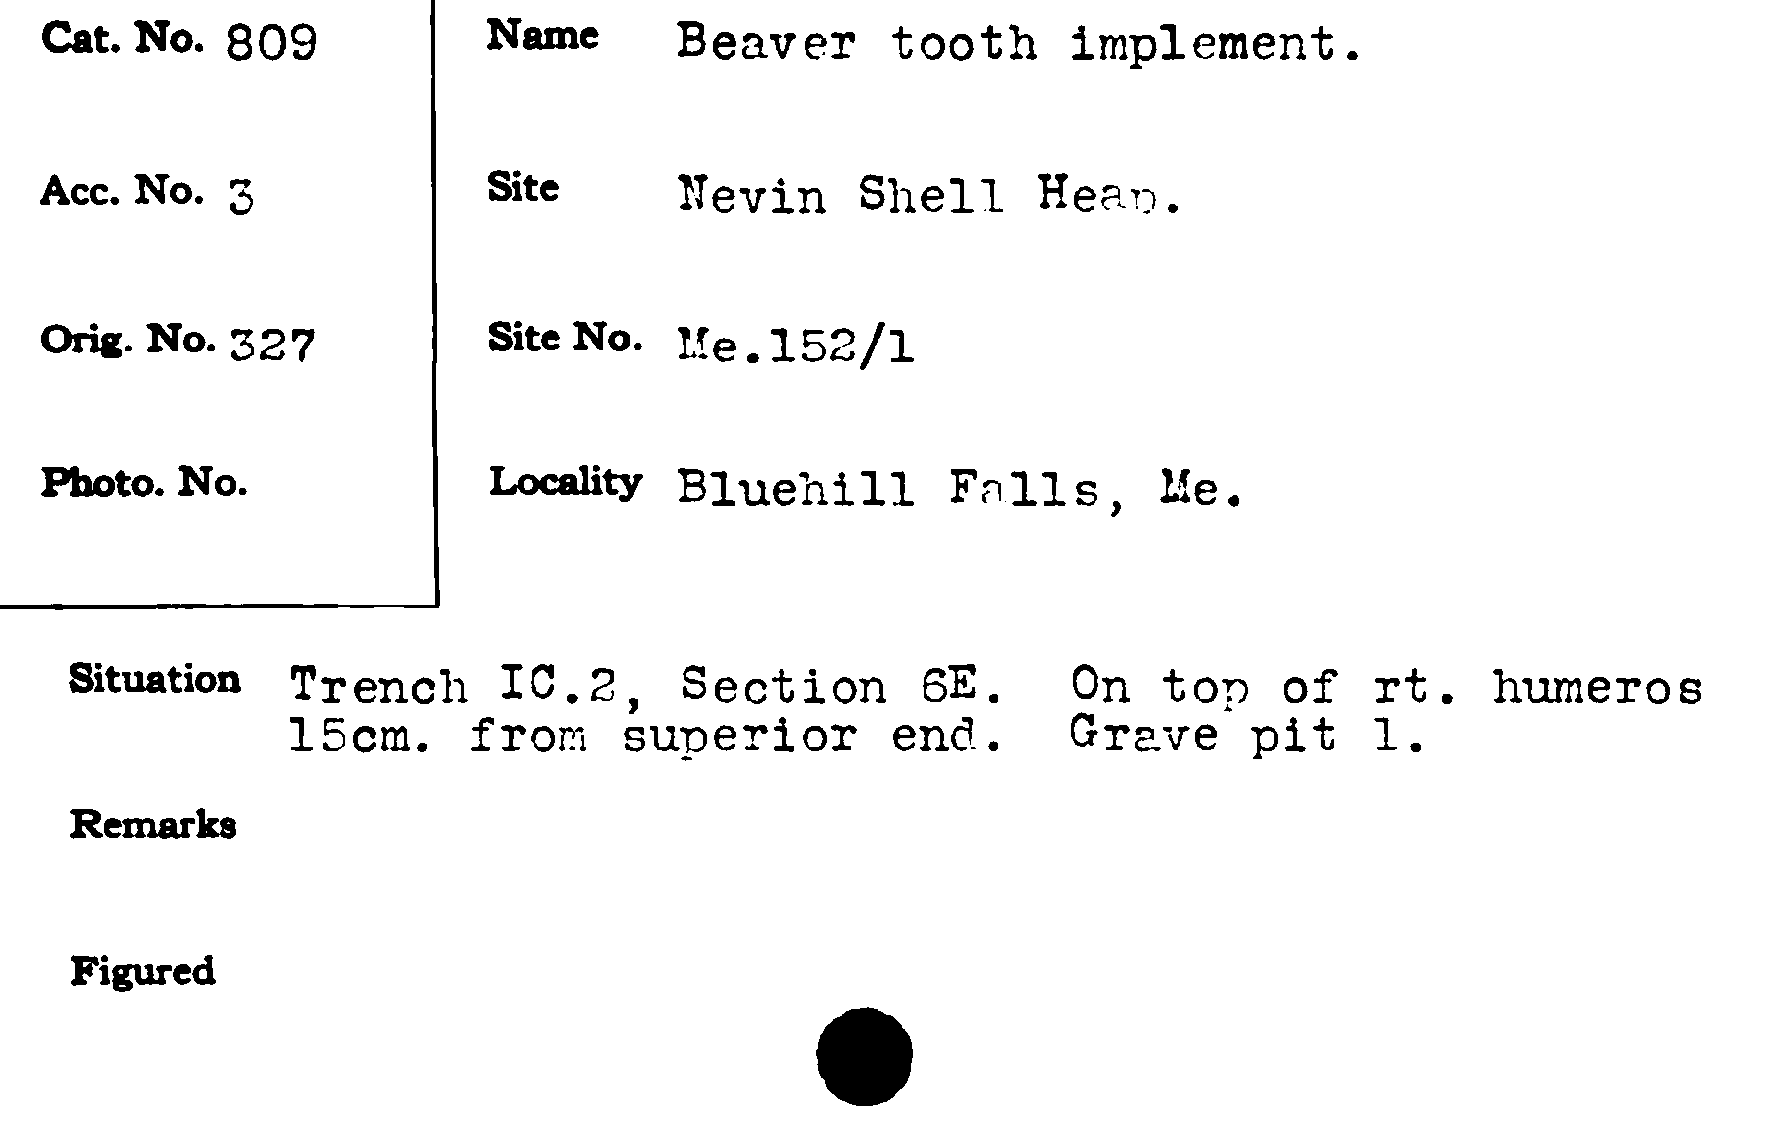 Cat. No. 809
Name Beaver tooth implement.
Acc. No. 3
Site Nevin Shell Heap.
Orig. No. 327
Site No. Me.152/1
Photo. No.
Locality Bluehill Falls, Me.
Situation Trench IC.2, Section 6E. On top of rt. humeros
15cm. from superior end. Grave pit 1.
Remarks
Figured